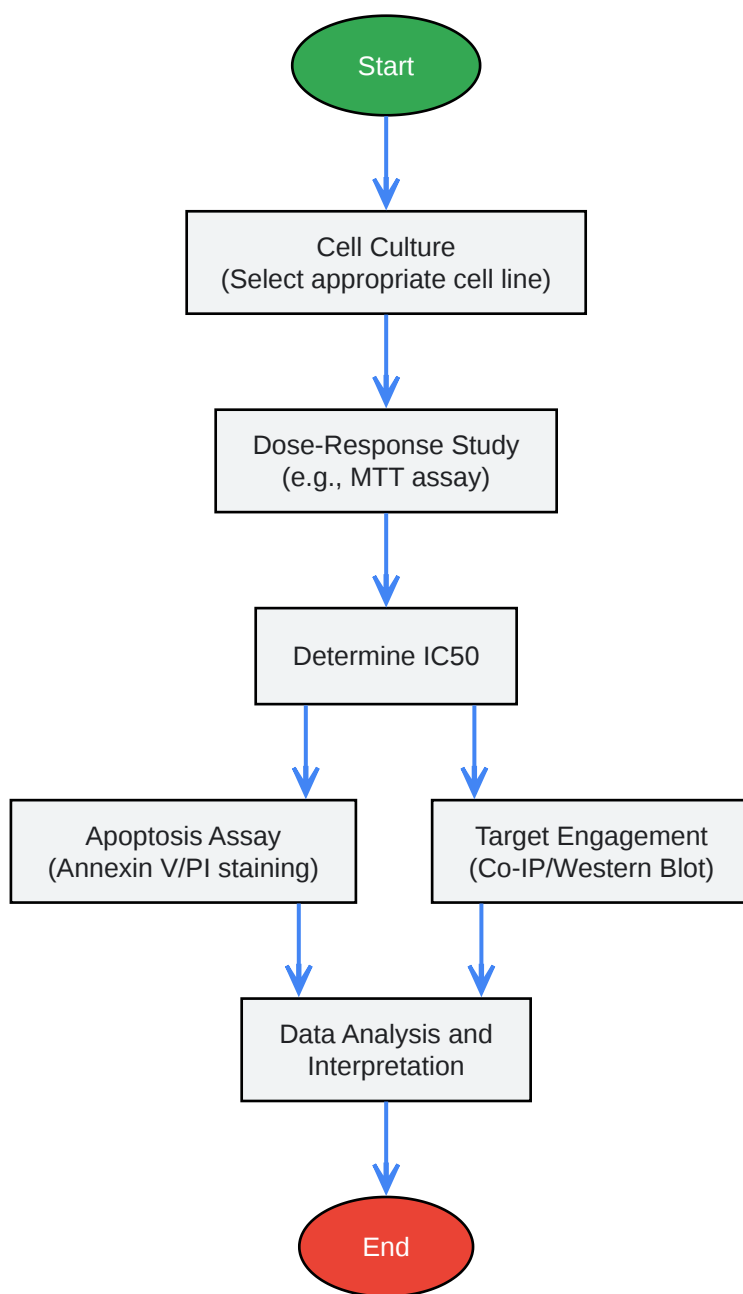 Start
Cell Culture
(Select appropriate cell line)
Dose-Response Study
(e.g., MTT assay)
Determine IC50
Apoptosis Assay
(Annexin V/PI staining)
Target Engagement
(Co-IP/Western Blot)
Data Analysis and
Interpretation
End